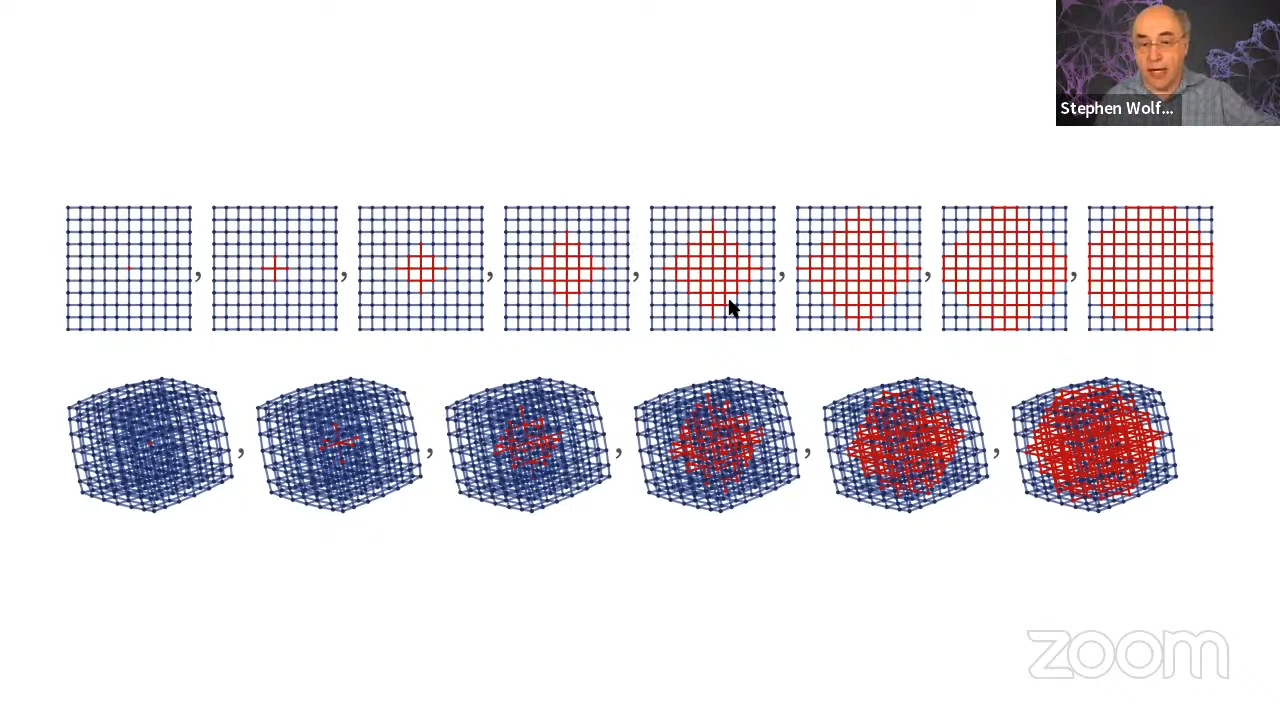 Stephen Wolf...
, , , , , , ,
, , , , ,
zoom